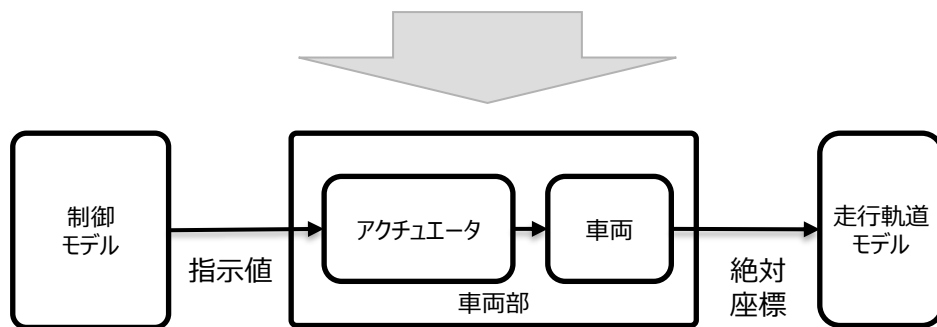 制御
モデル
指示値
アクチュエータ
車両
車両部
絶対
座標
走行軌道
モデル